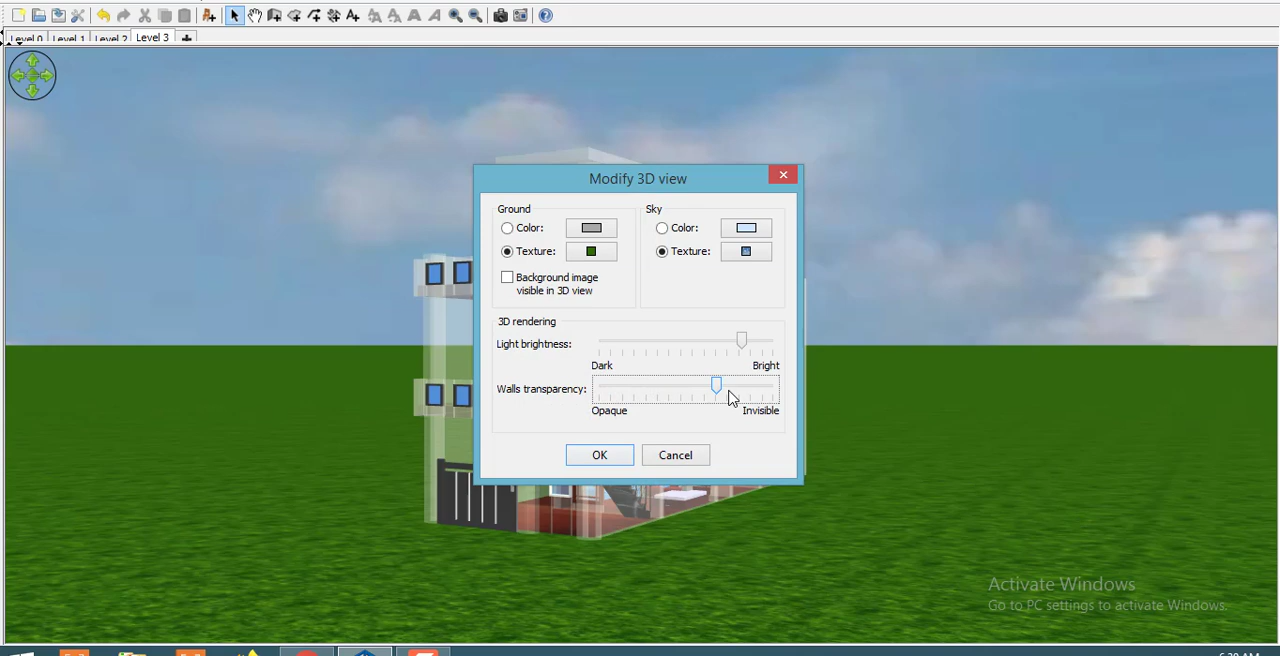 Level 0 Level 1 Level 2 Level 3
Modify 3D view
Ground
Color:
Texture:
Background image
visible in 3D view
Sky
Color:
Texture:
3D rendering
Light brightness:
Dark Bright
Walls transparency:
Opaque Invisible
OK Cancel
Activate Windows
Go to PC settings to activate Windows.